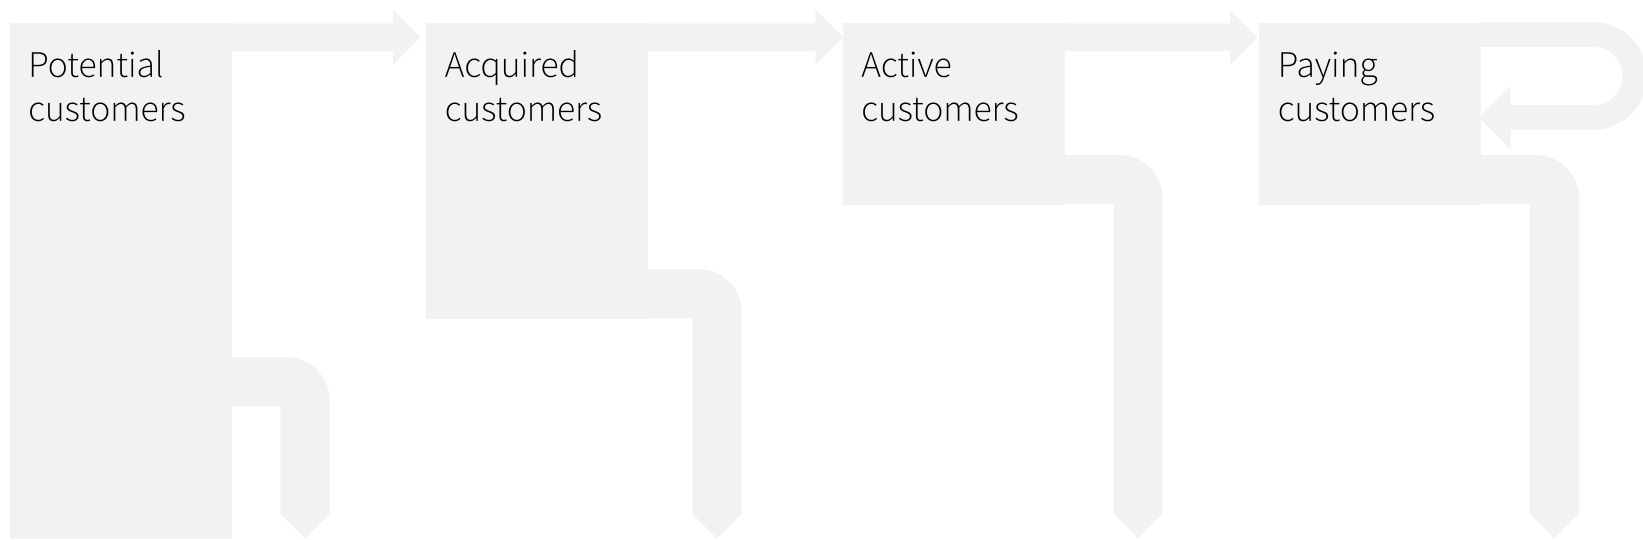 Potential
customers
Acquired
customers
Active
customers
Paying
customers